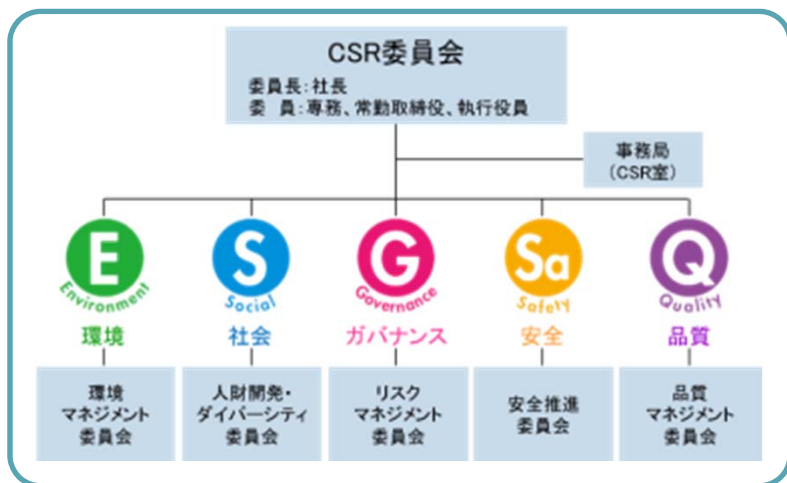 CSR委員会
委員長:社長
委　員:専務、常勤取締役、執行役員
事務局
(CSR室)
E
Environment
環境
S
Social
社会
G
Governance
ガバナンス
Sa
Safety
安全
Q
Quality
品質
環境
マネジメント
委員会
人財開発・
ダイバーシティ
委員会
リスク
マネジメント
委員会
安全推進
委員会
品質
マネジメント
委員会